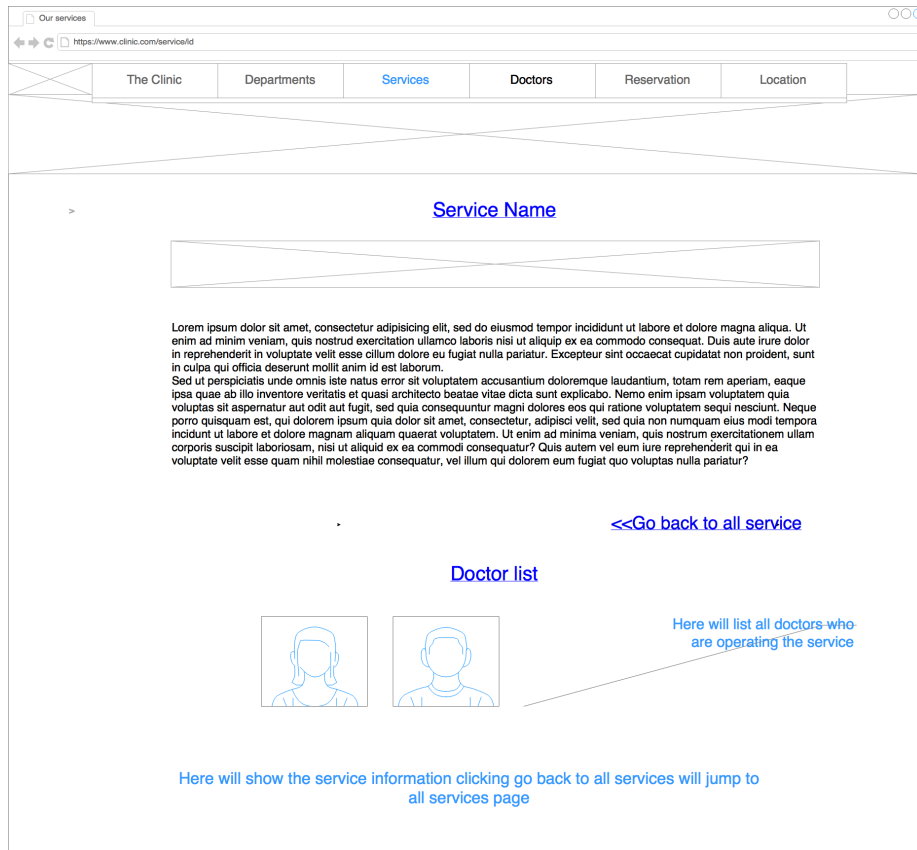 Our services
https://www.clinic.com/service/id
The Clinic Departments Services Doctors Reservation Location
>
Service Name
Lorem ipsum dolor sit amet, consectetur adipisicing elit, sed do eiusmod tempor incididunt ut labore et dolore magna aliqua. Ut
enim ad minim veniam, quis nostrud exercitation ullamco laboris nisi ut aliquip ex ea commodo consequat. Duis aute irure dolor
in reprehenderit in voluptate velit esse cillum dolore eu fugiat nulla pariatur. Excepteur sint occaecat cupidatat non proident, sunt
in culpa qui officia deserunt mollit anim id est laborum.
Sed ut perspiciatis unde omnis iste natus error sit voluptatem accusantium doloremque laudantium, totam rem aperiam, eaque
ipsa quae ab illo inventore veritatis et quasi architecto beatae vitae dicta sunt explicabo. Nemo enim ipsam voluptatem quia
voluptas sit aspernatur aut odit aut fugit, sed quia consequuntur magni dolores eos qui ratione voluptatem sequi nesciunt. Neque
porro quisquam est, qui dolorem ipsum quia dolor sit amet, consectetur, adipisci velit, sed quia non numquam eius modi tempora
incidunt ut labore et dolore magnam aliquam quaerat voluptatem. Ut enim ad minima veniam, quis nostrum exercitationem ullam
corporis suscipit laboriosam, nisi ut aliquid ex ea commodi consequatur? Quis autem vel eum iure reprehenderit qui in ea
voluptate velit esse quam nihil molestiae consequatur, vel illum qui dolorem eum fugiat quo voluptas nulla pariatur?
<<Go back to all service
Doctor list
Here will list all doctors who
are operating the service
Here will show the service information clicking go back to all services will jump to
all services page